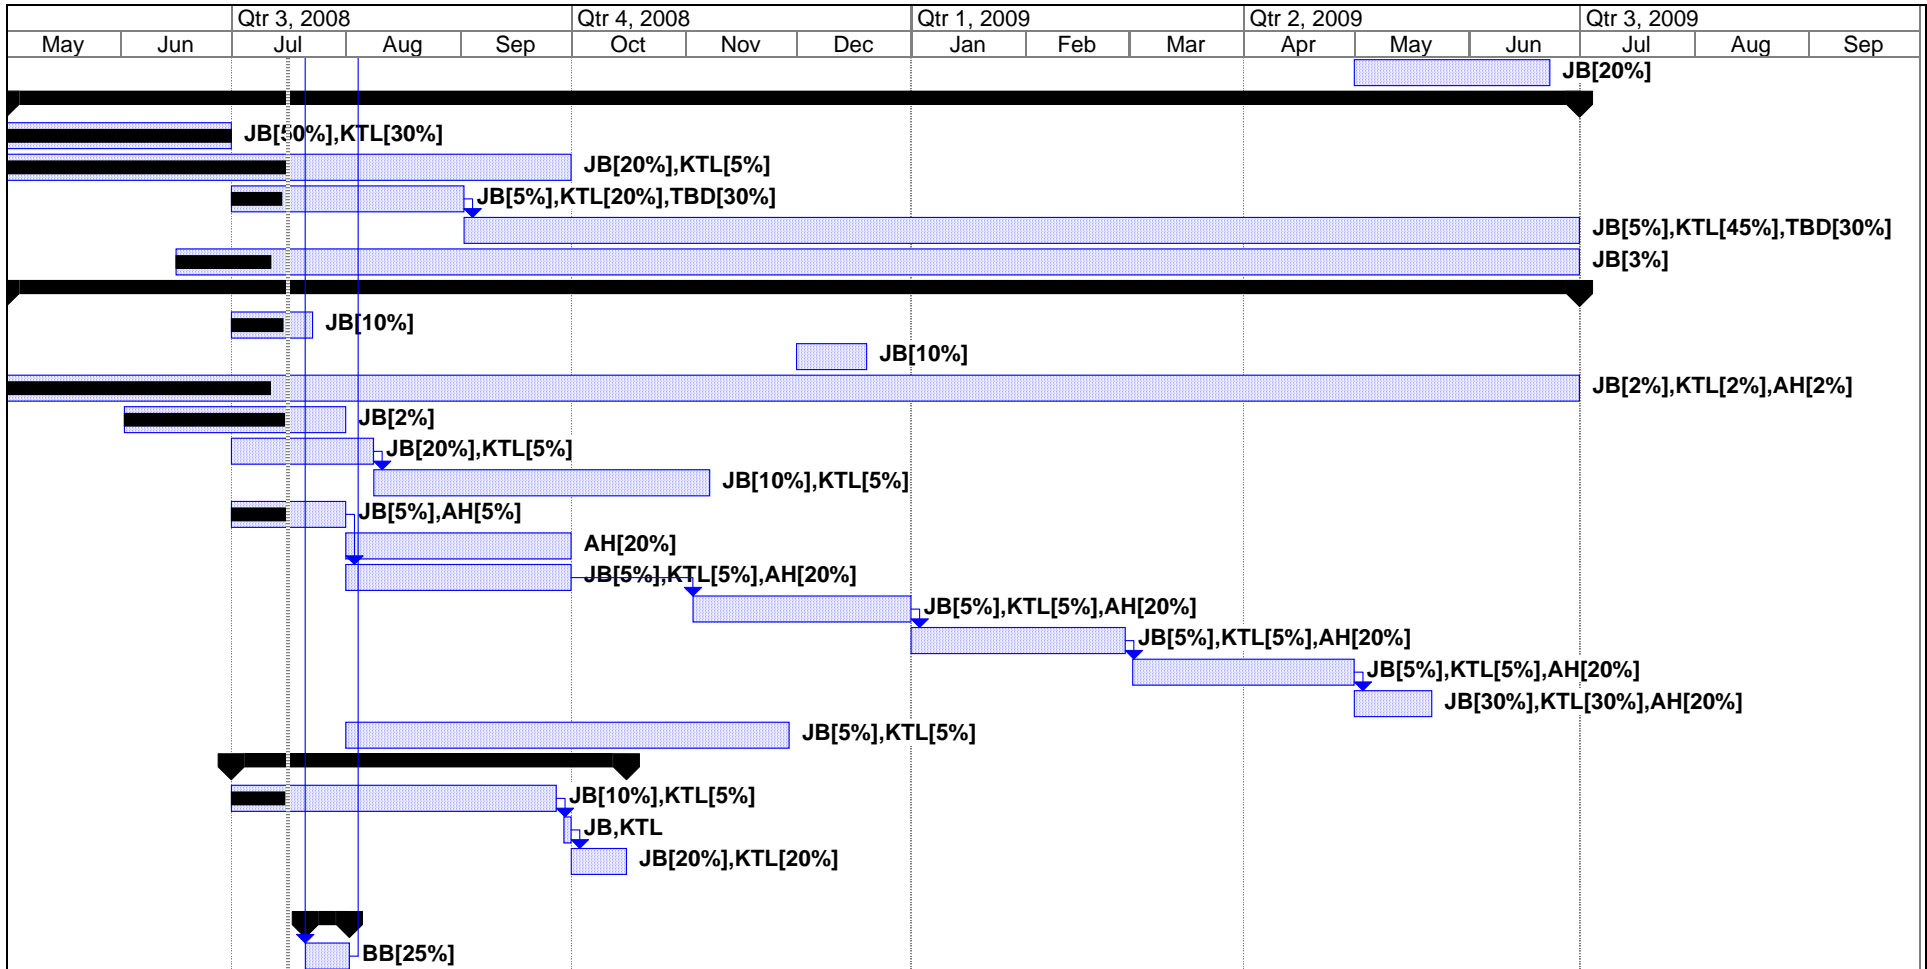 Qtr 3, 2008 Qtr 4, 2008 Qtr 1, 2009 Qtr 2, 2009 Qtr 3, 2009
May Jun Jul Aug Sep Oct Nov Dec Jan Feb Mar Apr May Jun Jul Aug Sep
JB[20%]
JB[50%],KTL[30%]
JB[20%],KTL[5%]
JB[5%],KTL[20%],TBD[30%]
JB[5%],KTL[45%],TBD[30%]
JB[3%]
JB[10%]
JB[10%]
JB[2%],KTL[2%],AH[2%]
JB[2%]
JB[20%],KTL[5%]
JB[10%],KTL[5%]
JB[5%],AH[5%]
AH[20%]
JB[5%],KTL[5%],AH[20%]
JB[5%],KTL[5%],AH[20%]
JB[5%],KTL[5%],AH[20%]
JB[5%],KTL[5%],AH[20%]
JB[30%],KTL[30%],AH[20%]
JB[5%],KTL[5%]
JB[10%],KTL[5%]
JB,KTL
JB[20%],KTL[20%]
BB[25%]